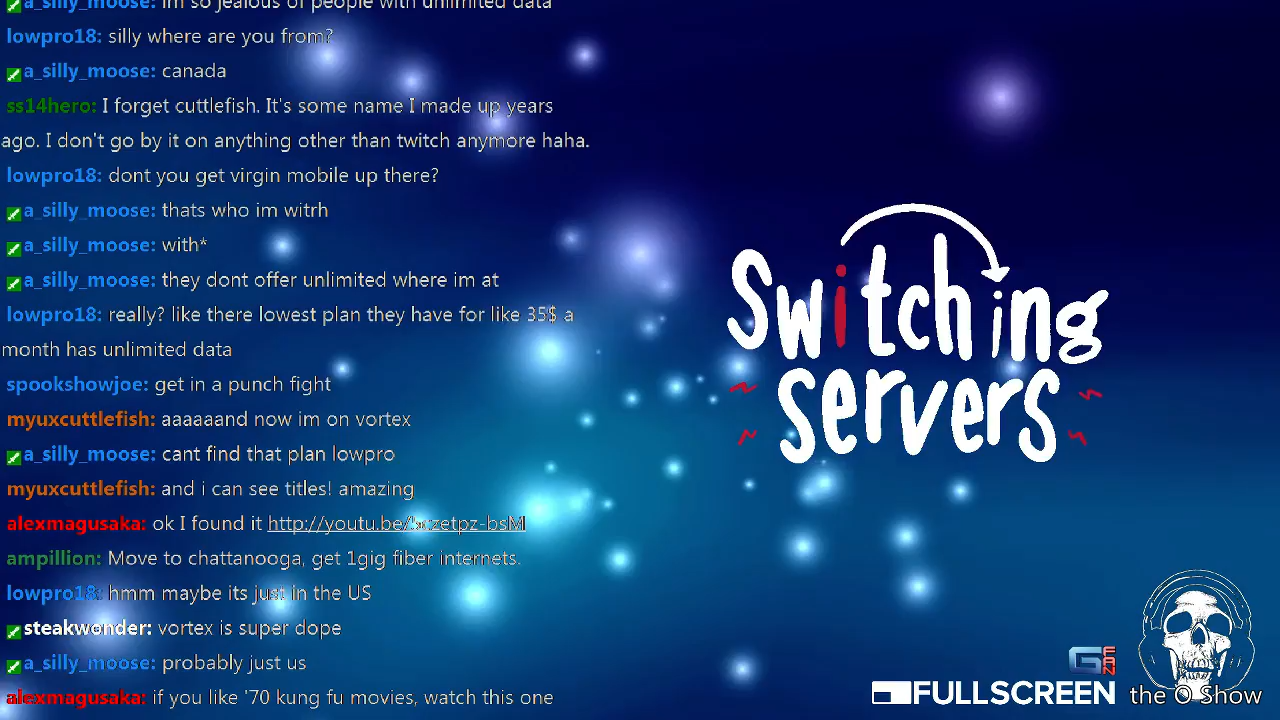 a_silly_moose: im so jealous of people with unlimited data
lowpro18: silly where are you from?
a_silly_moose: canada
ss14hero: I forget cuttlefish. It's some name I made up years
ago. I don't go by it on anything other than twitch anymore haha.
lowpro18: dont you get virgin mobile up there?
a_silly_moose: thats who im witrh
a_silly_moose: with*
a_silly_moose: they dont offer unlimited where im at
lowpro18: really? like there lowest plan they have for like 35$ a
month has unlimited data
spookshowjoe: get in a punch fight
myuxcuttlefish: aaaaaand now im on vortex
a_silly_moose: cant find that plan lowpro
myuxcuttlefish: and i can see titles! amazing
alexmagusaka: ok I found it
ampillion: Move to chattanooga, get 1gig fiber internets.
lowpro18: hmm maybe its just in the US
steakwonder: vortex is super dope
a_silly_moose: probably just us
alexmagusaka: if you like '70 kung fu movies, watch this one
Switching
servers
G FAN
FULLSCREEN
the O Show